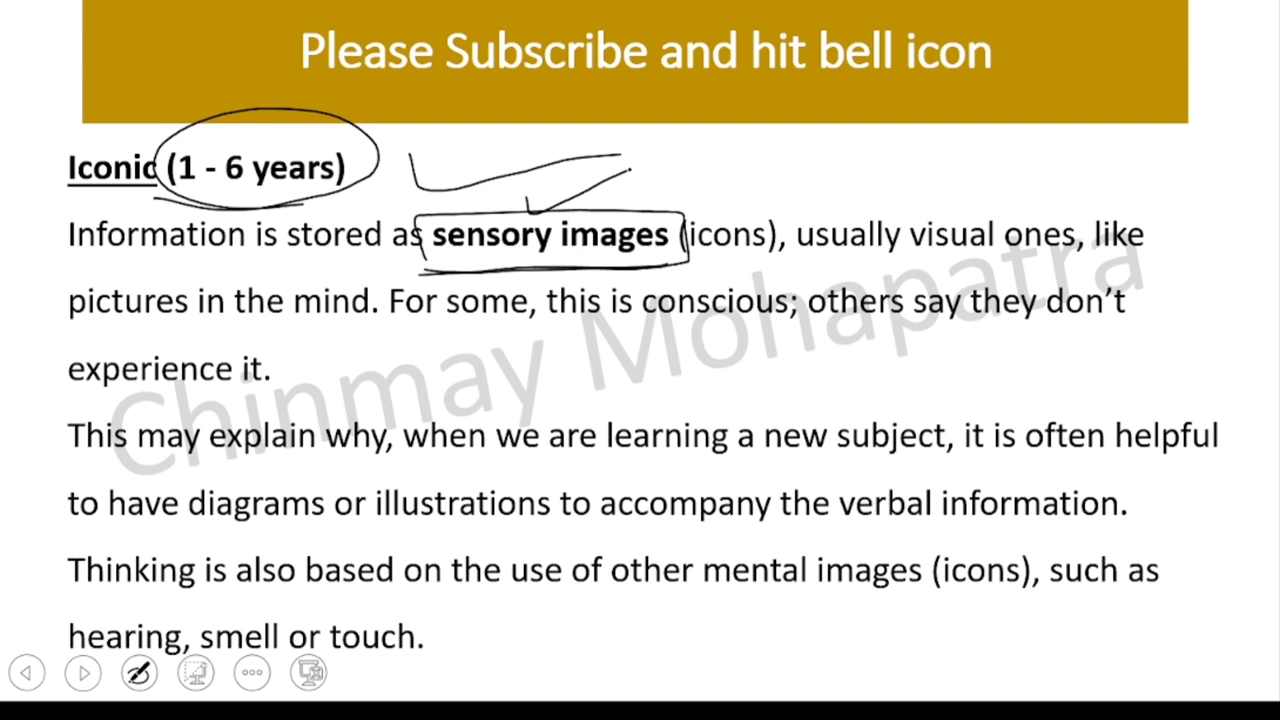 Please Subscribe and hit bell icon
Iconic (1 - 6 years)
Information is stored as sensory images (icons), usually visual ones, like
pictures in the mind. For some, this is conscious; others say they don’t
experience it.
This may explain why, when we are learning a new subject, it is often helpful
to have diagrams or illustrations to accompany the verbal information.
Thinking is also based on the use of other mental images (icons), such as
hearing, smell or touch.
Chinmay Mohapatra